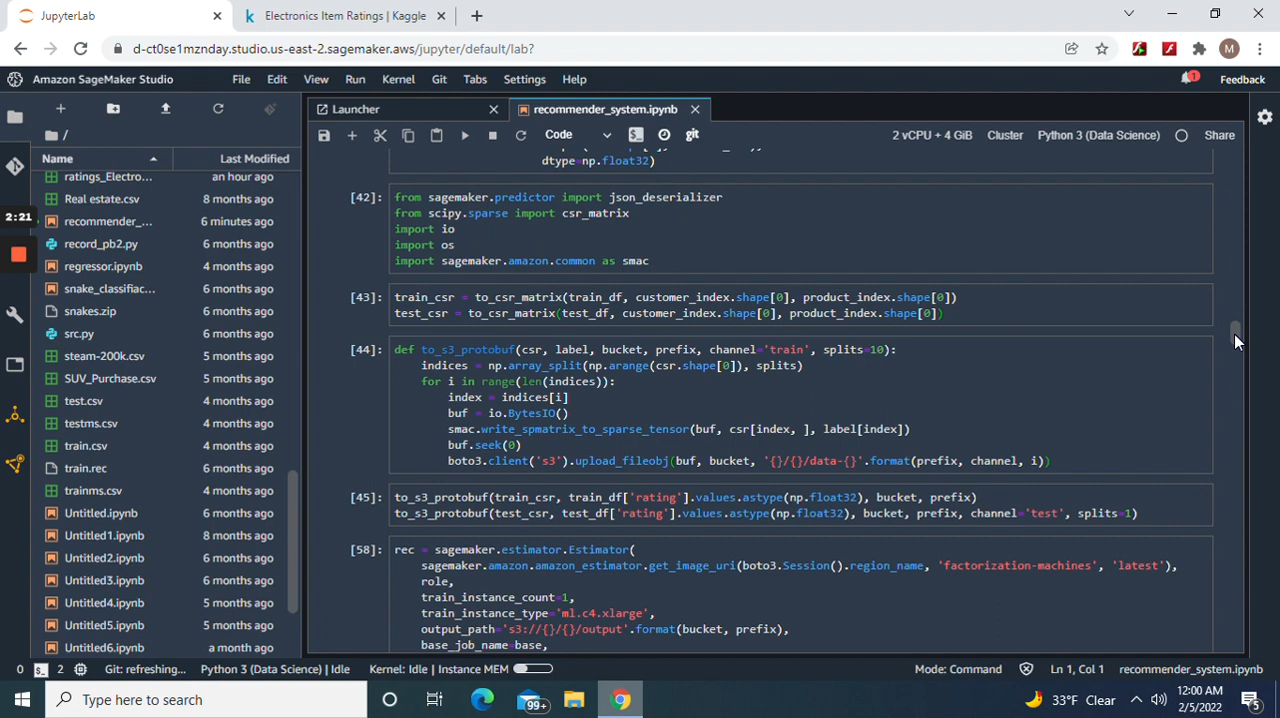 JupyterLab
Electronics Item Ratings | Kaggle
d-ct0se1mznday.studio.us-east-2.sagemaker.aws/jupyter/default/lab?
M
Amazon SageMaker Studio
File Edit View Run Kernel Git Tabs Settings Help
1
Feedback
Launcher
recommender_system.ipynb
Code
git
2 vCPU + 4 GiB Cluster Python 3 (Data Science) Share
/
Name Last Modified
ratings_Electro... an hour ago
Real estate.csv 8 months ago
2:21
recommender_... 6 minutes ago
record_pb2.py 6 months ago
regressor.ipynb 4 months ago
snake_classifiac... 6 months ago
snakes.zip 6 months ago
src.py 6 months ago
steam-200k.csv 5 months ago
SUV_Purchase.csv 5 months ago
test.csv 6 months ago
testms.csv 4 months ago
train.csv 6 months ago
train.rec 6 months ago
trainms.csv 4 months ago
Untitled.ipynb 6 months ago
Untitled1.ipynb 8 months ago
Untitled2.ipynb 6 months ago
Untitled3.ipynb 6 months ago
Untitled4.ipynb 5 months ago
Untitled5.ipynb 6 months ago
Untitled6.ipynb a month ago
dtype=np.float32)
[42]: from sagemaker.predictor import json_deserializer
from scipy.sparse import csr_matrix
import io
import os
import sagemaker.amazon.common as smac
[43]: train_csr = to_csr_matrix(train_df, customer_index.shape[0], product_index.shape[0])
test_csr = to_csr_matrix(test_df, customer_index.shape[0], product_index.shape[0])
[44]: def to_s3_protobuf(csr, label, bucket, prefix, channel='train', splits=10):
indices = np.array_split(np.arange(csr.shape[0]), splits)
for i in range(len(indices)):
index = indices[i]
buf = io.BytesIO()
smac.write_spmatrix_to_sparse_tensor(buf, csr[index, ], label[index])
buf.seek(0)
boto3.client('s3').upload_fileobj(buf, bucket, '{}/{}/data-{}'.format(prefix, channel, i))
[45]: to_s3_protobuf(train_csr, train_df['rating'].values.astype(np.float32), bucket, prefix)
to_s3_protobuf(test_csr, test_df['rating'].values.astype(np.float32), bucket, prefix, channel='test', splits=1)
[58]: rec = sagemaker.estimator.Estimator(
sagemaker.amazon.amazon_estimator.get_image_uri(boto3.Session().region_name, 'factorization-machines', 'latest'),
role,
train_instance_count=1,
train_instance_type='ml.c4.xlarge',
output_path='s3://{}/{}/output'.format(bucket, prefix),
base_job_name=base,
0 2 Git: refreshing... Python 3 (Data Science) | Idle Kernel: Idle | Instance MEM Mode: Command Ln 1, Col 1 recommender_system.ipynb
Type here to search
99+
33°F Clear
12:00 AM
2/5/2022
5